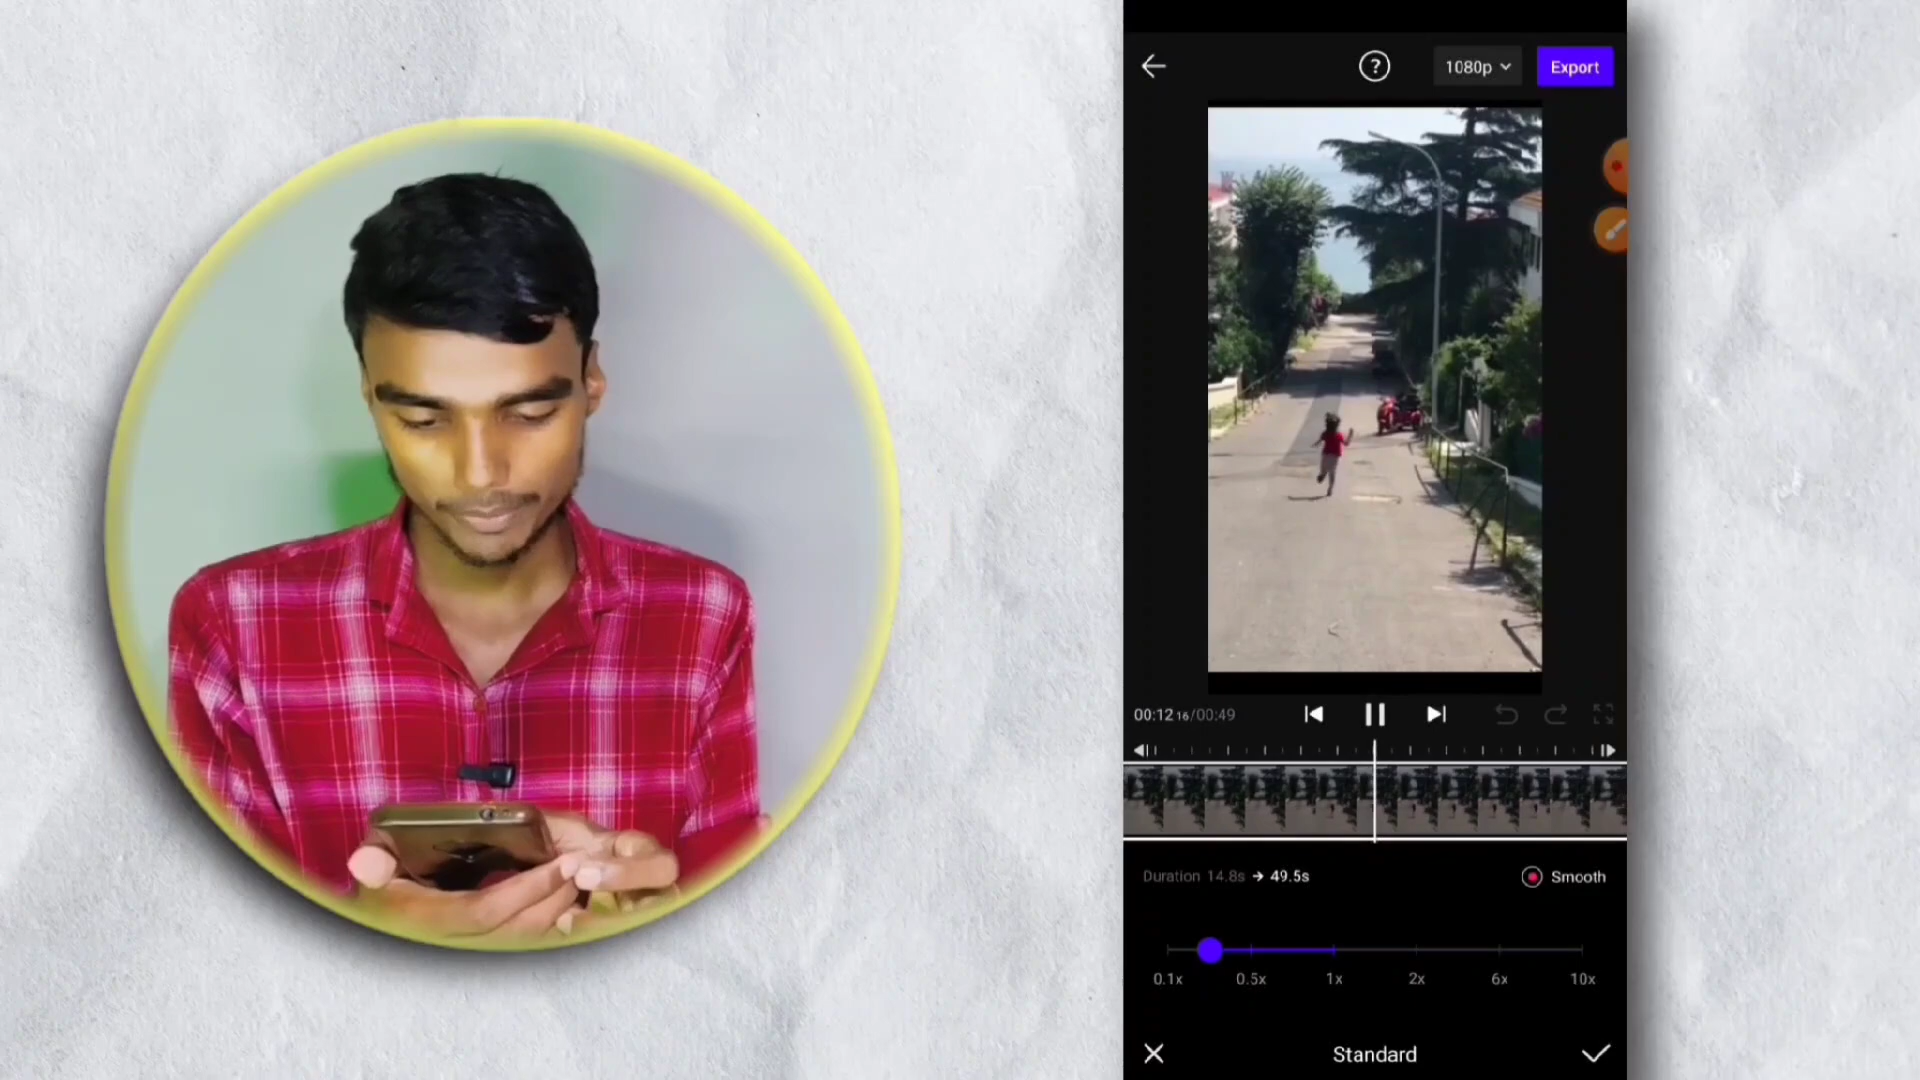 ? 1080p Export
00:12 16/00:49
Duration 14.8s → 49.5s Smooth
0.1x 0.5x 1x 2x 6x 10x
Standard